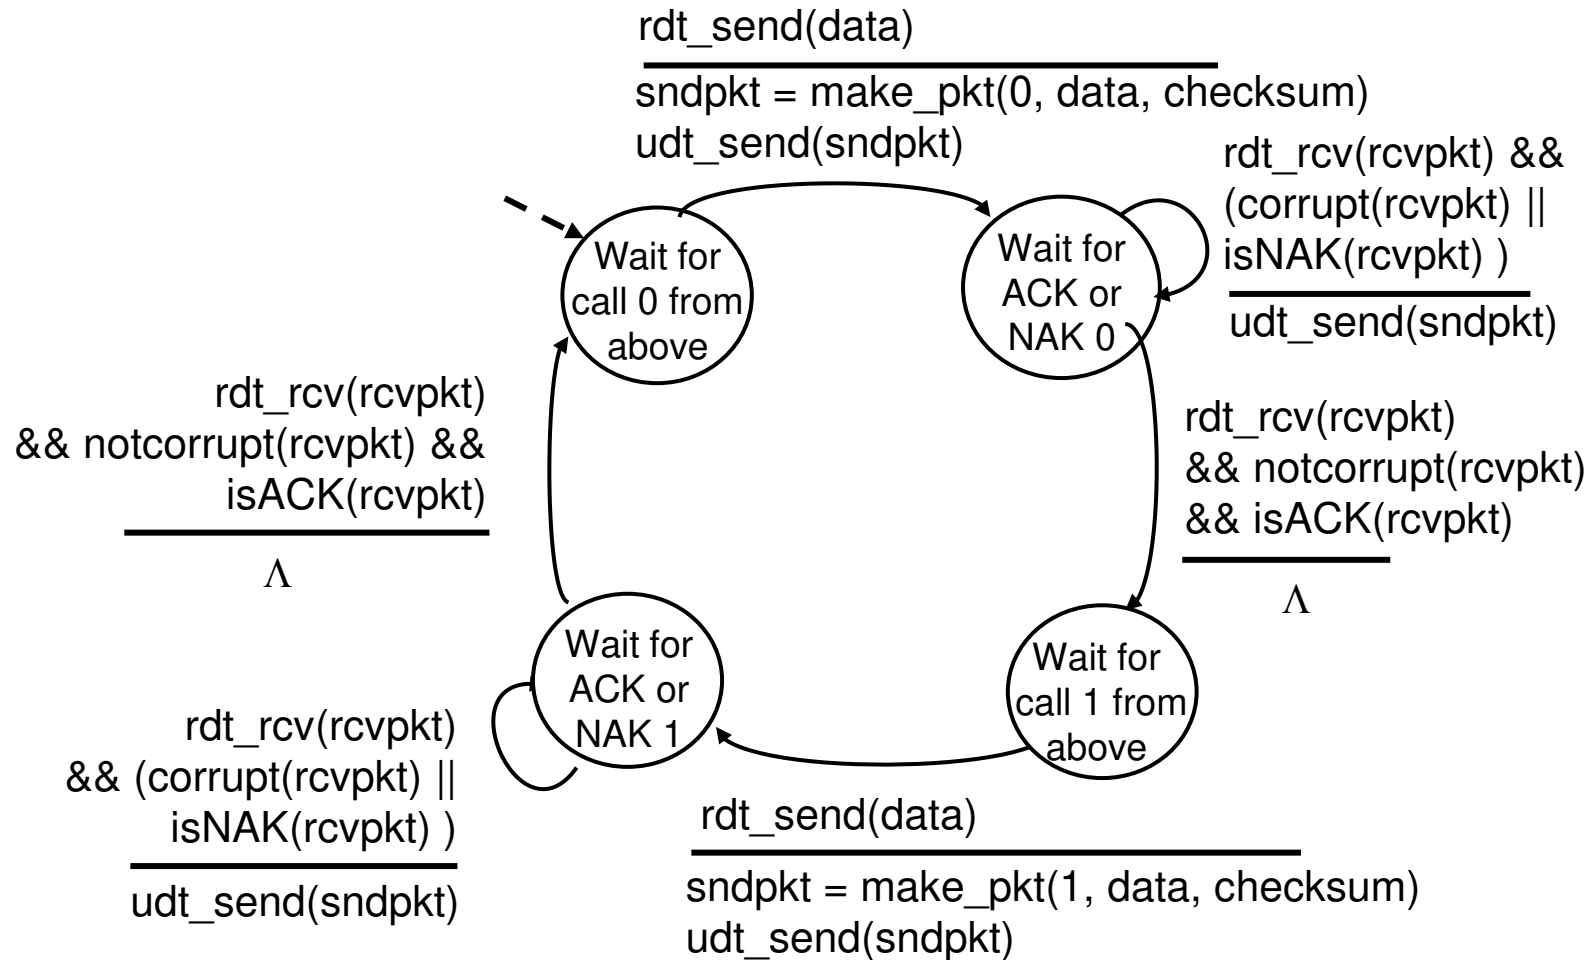 rdt_send(data)
sndpkt = make_pkt(0, data, checksum)
udt_send(sndpkt)
rdt_rcv(rcvpkt) &&
(corrupt(rcvpkt) ||
isNAK(rcvpkt) )
udt_send(sndpkt)
Wait for
call 0 from
above
Wait for
ACK or
NAK 0
rdt_rcv(rcvpkt)
&& notcorrupt(rcvpkt) &&
isACK(rcvpkt)
Λ
rdt_rcv(rcvpkt)
&& notcorrupt(rcvpkt)
&& isACK(rcvpkt)
Λ
Wait for
ACK or
NAK 1
Wait for
call 1 from
above
rdt_rcv(rcvpkt)
&& (corrupt(rcvpkt) ||
isNAK(rcvpkt) )
udt_send(sndpkt)
rdt_send(data)
sndpkt = make_pkt(1, data, checksum)
udt_send(sndpkt)